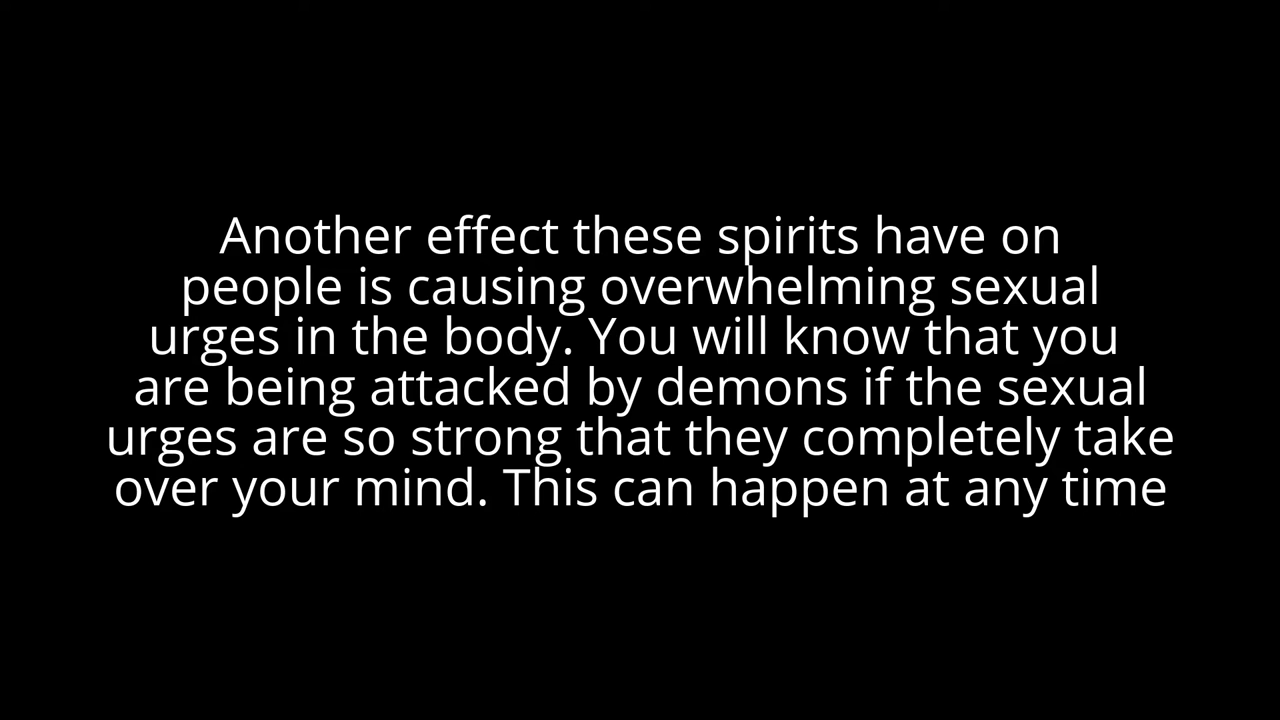 Another effect these spirits have on
people is causing overwhelming sexual
urges in the body. You will know that you
are being attacked by demons if the sexual
urges are so strong that they completely take
over your mind. This can happen at any time